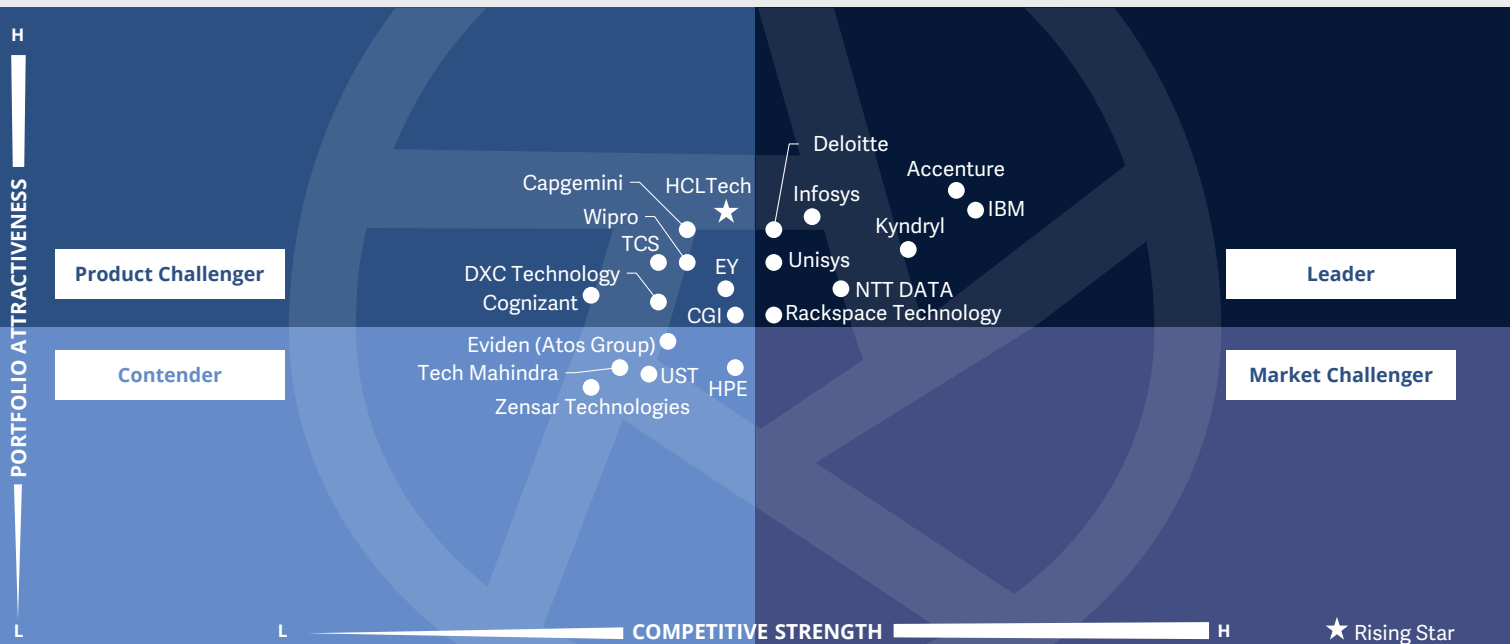 H
Deloitte
Accenture
Capgemini
HCLTech
Infosys
IBM
Wipro
Kyndryl
TCS
Unisys
EY
DXC Technology
Product Challenger
Leader
NTT DATA
Cognizant
CGI
Rackspace Technology
PORTFOLIO ATTRACTIVENESS
Eviden (Atos Group)
Tech Mahindra
UST
Contender
Market Challenger
HPE
Zensar Technologies
L
L
COMPETITIVE STRENGTH
H
Rising Star